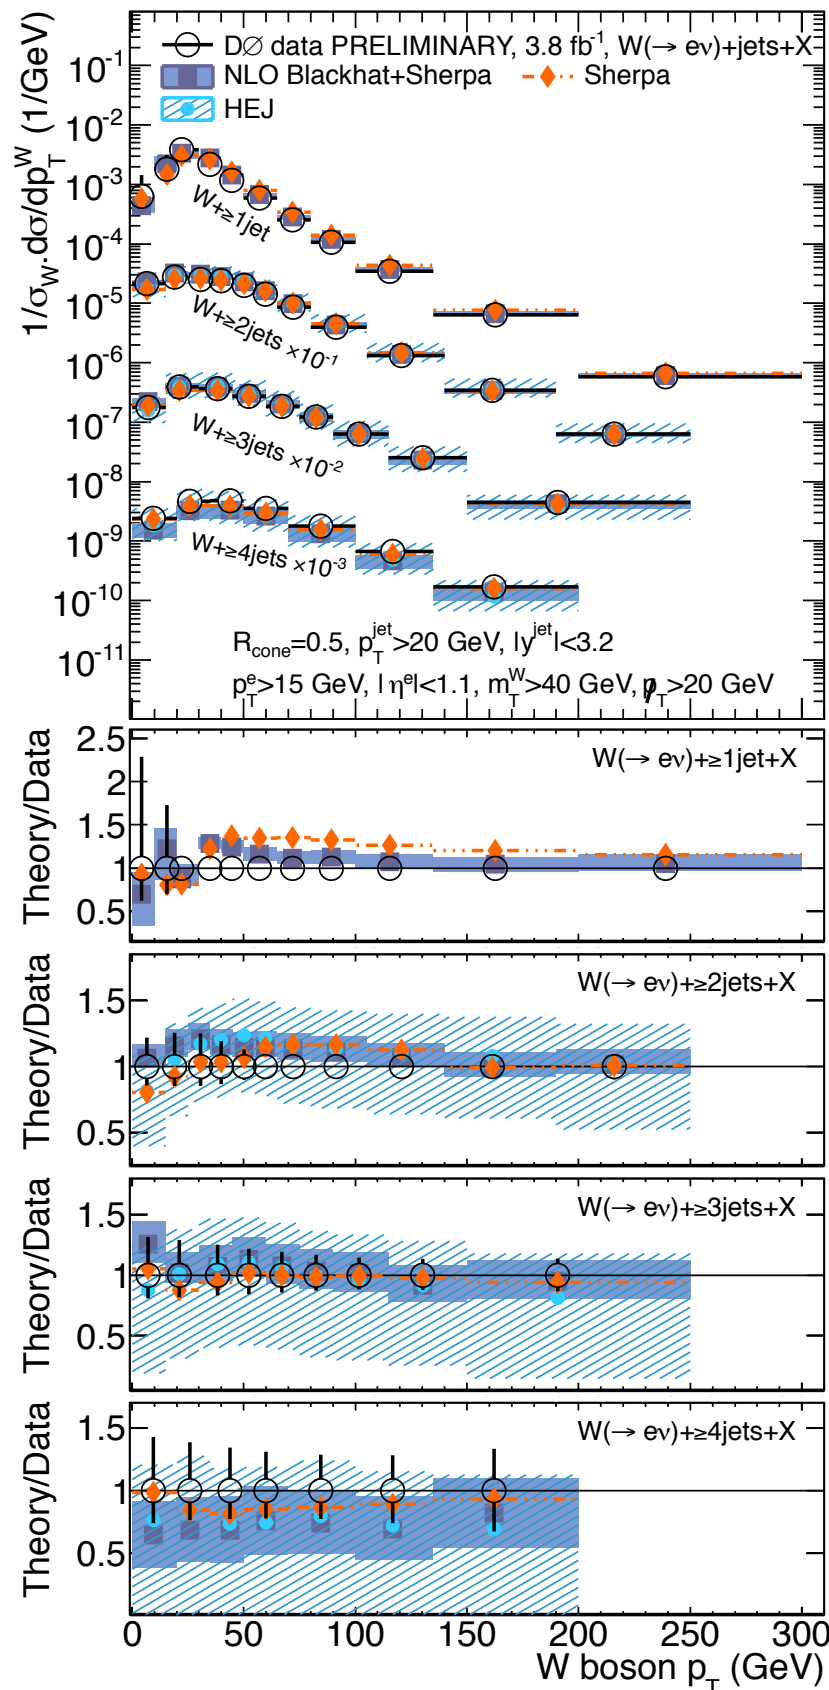 DØ data PRELIMINARY, 3.8 fb⁻¹, W(→ eν)+jets+X
NLO Blackhat+Sherpa Sherpa
HEJ
1/σ_W.dσ/dp_T^W (1/GeV)
10⁻¹
10⁻²
10⁻³
10⁻⁴
10⁻⁵
10⁻⁶
10⁻⁷
10⁻⁸
10⁻⁹
10⁻¹⁰
10⁻¹¹
W+≥1jet
W+≥2jets ×10⁻¹
W+≥3jets ×10⁻²
W+≥4jets ×10⁻³
R_cone=0.5, p_T^jet>20 GeV, |y^jet|<3.2
p_T^e>15 GeV, |η^e|<1.1, m_T^W>40 GeV, p̸_T>20 GeV
Theory/Data
2.5
2
1.5
1
0.5
W(→ eν)+≥1jet+X
Theory/Data
1.5
1
0.5
W(→ eν)+≥2jets+X
Theory/Data
1.5
1
0.5
W(→ eν)+≥3jets+X
Theory/Data
1.5
1
0.5
W(→ eν)+≥4jets+X
0 50 100 150 200 250 300
W boson p_T (GeV)